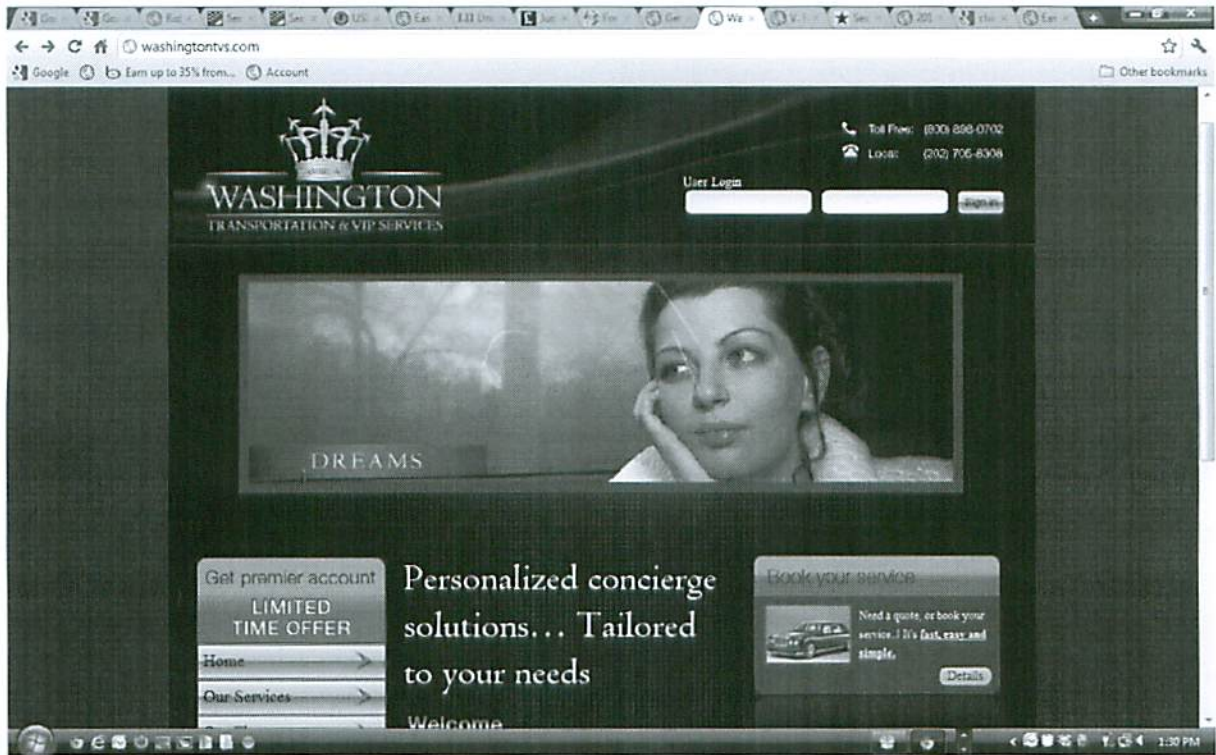 washingtontvs.com
Google
Earn up to 35% from...
Account
Other bookmarks
WASHINGTON
TRANSPORTATION & VIP SERVICES
Toll Free: (800) 898-0702
Local: (202) 705-8308
User Login
Sign in
DREAMS
Get premier account
LIMITED
TIME OFFER
Home
Our Services
Personalized concierge
solutions... Tailored
to your needs
Welcome
Book your service
Need a quote, or book your
service..! It's fast, easy and
simple.
Details
1:30 PM